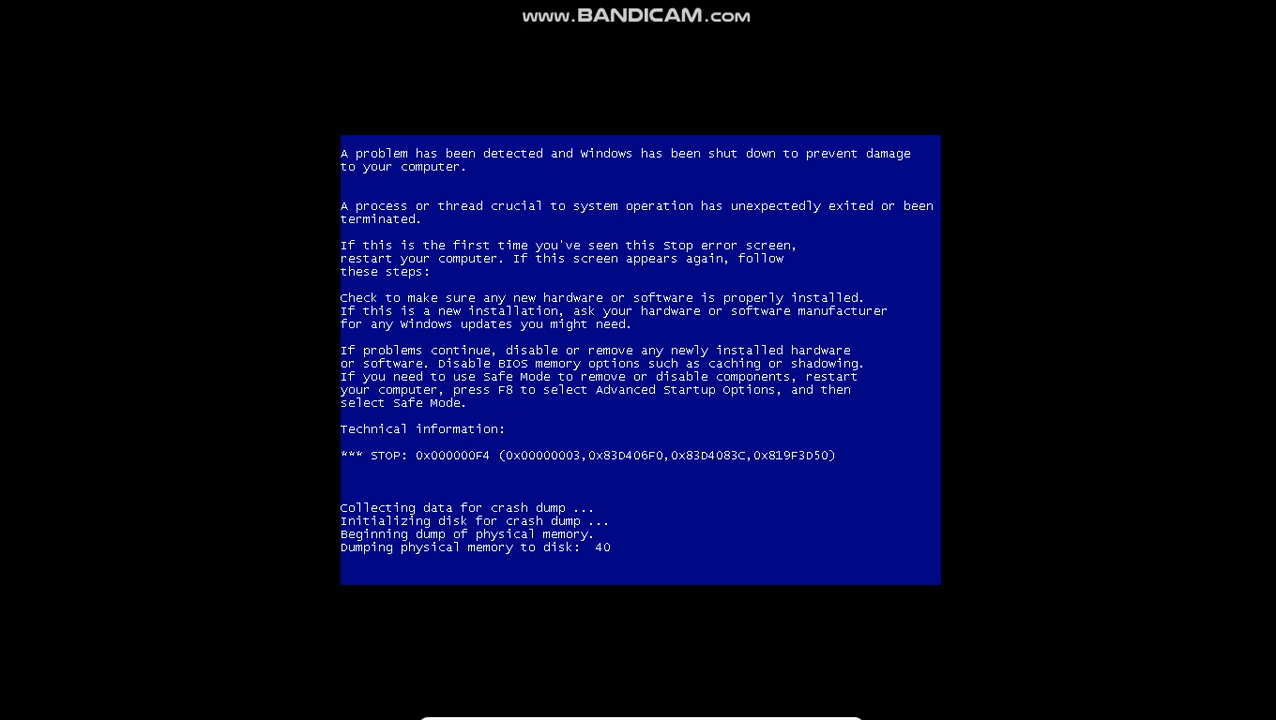 www.BANDICAM.com
A problem has been detected and Windows has been shut down to prevent damage
to your computer.
A process or thread crucial to system operation has unexpectedly exited or been
terminated.
If this is the first time you've seen this Stop error screen,
restart your computer. If this screen appears again, follow
these steps:
Check to make sure any new hardware or software is properly installed.
If this is a new installation, ask your hardware or software manufacturer
for any Windows updates you might need.
If problems continue, disable or remove any newly installed hardware
or software. Disable BIOS memory options such as caching or shadowing.
If you need to use Safe Mode to remove or disable components, restart
your computer, press F8 to select Advanced Startup Options, and then
select Safe Mode.
Technical information:
*** STOP: 0x000000F4 (0x00000003,0x83D406F0,0x83D4083C,0x819F3D50)
Collecting data for crash dump ...
Initializing disk for crash dump ...
Beginning dump of physical memory.
Dumping physical memory to disk:  40